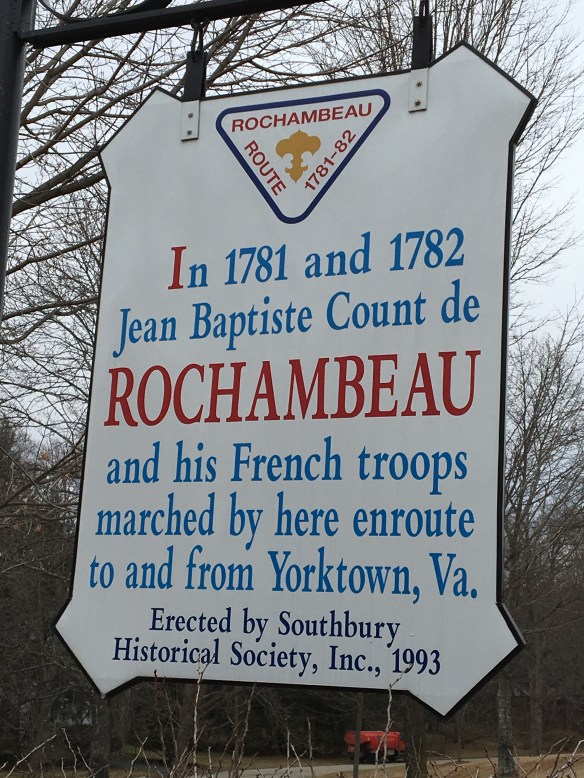 ROCHAMBEAU
ROUTE
1781-82
In 1781 and 1782
Jean Baptiste Count de
ROCHAMBEAU
and his French troops
marched by here enroute
to and from Yorktown, Va.
Erected by Southbury
Historical Society, Inc., 1993